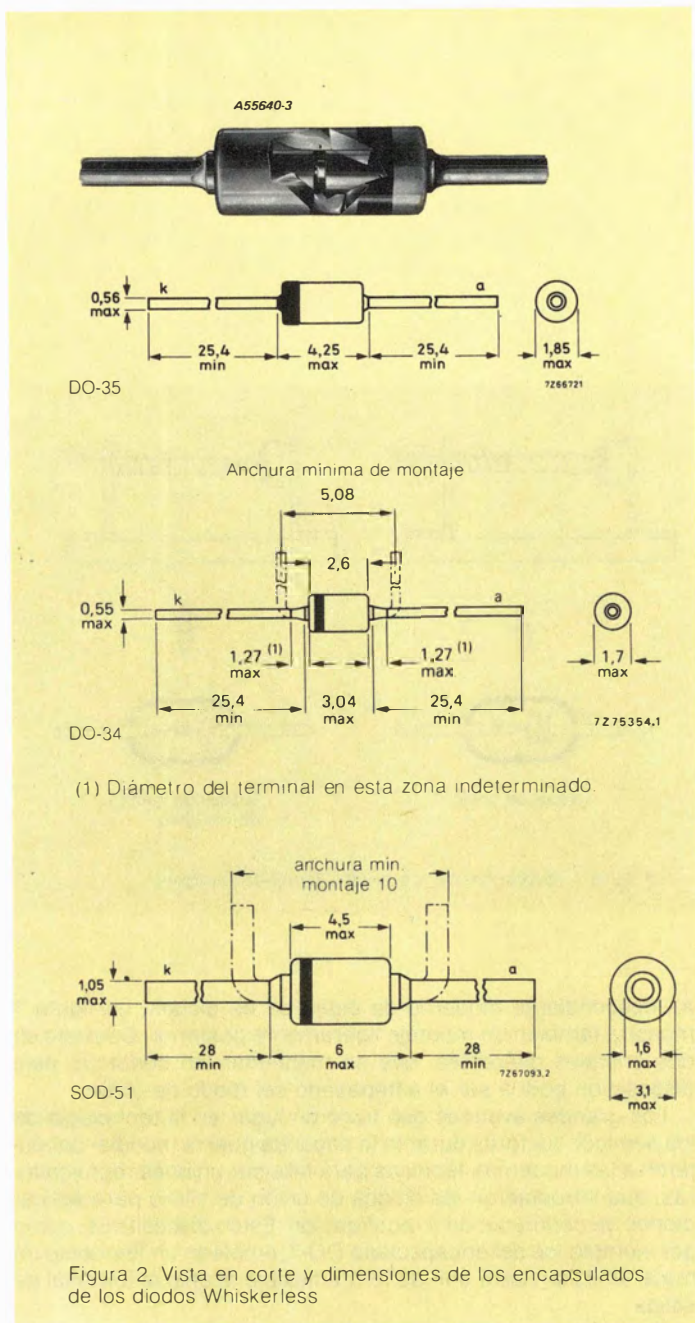 A55640-3
k
a
0,56
max
25,4
min
4,25
max
25,4
min
1,85
max
DO-35
7Z66721
Anchura minima de montaje
5,08
2,6
k
a
0,55
max
1,27 (1)
max
1,27 (1)
max
1,7
max
25,4
min
3,04
max
25,4
min
DO-34
7Z75354.1
(1) Diámetro del terminal en esta zona indeterminado.
anchura min.
montaje 10
4,5
max
k
a
1,05
max
28
min
6
max
28
min
7Z67093.2
1,6
max
3,1
max
SOD-51
Figura 2. Vista en corte y dimensiones de los encapsulados
de los diodos Whiskerless